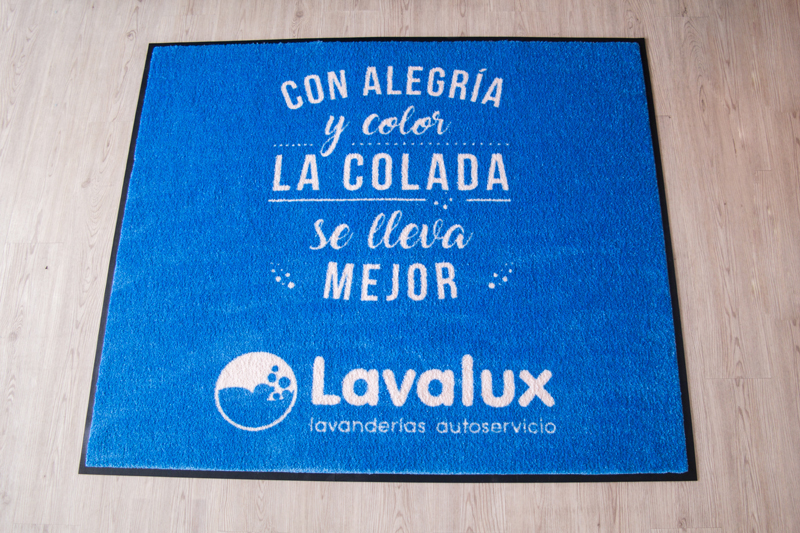 CON ALEGRÍA
y color
LA COLADA
se lleva
MEJOR
Lavalux
lavanderías autoservicio